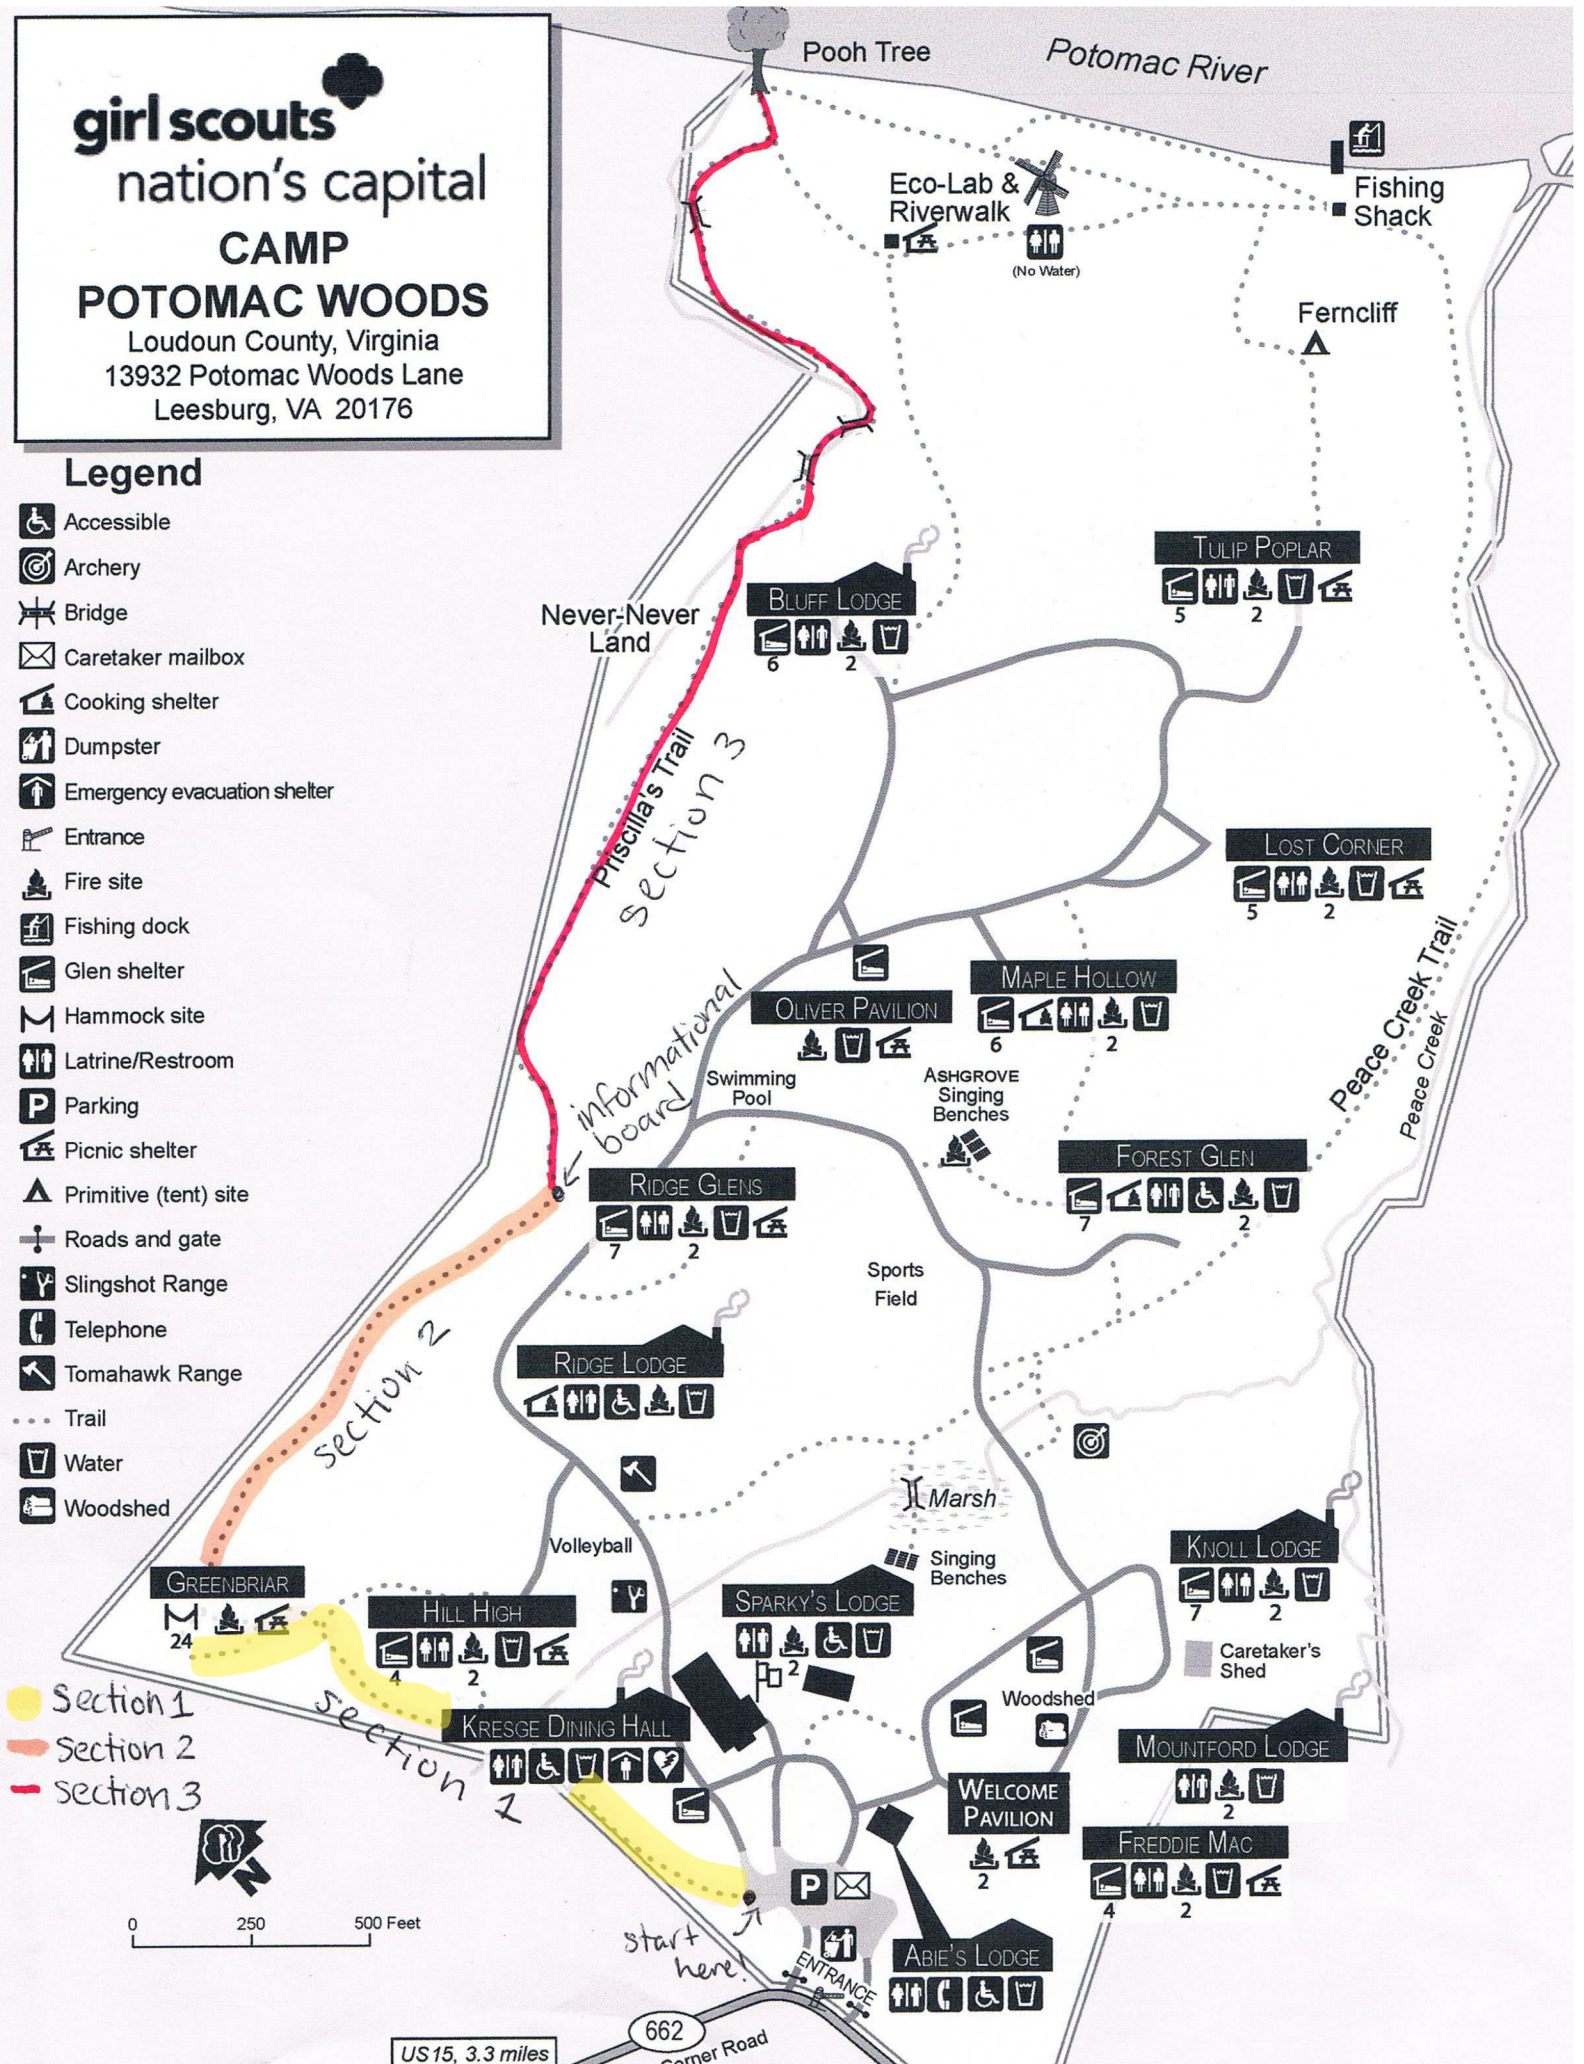 girl scouts
nation's capital
CAMP
POTOMAC WOODS
Loudoun County, Virginia
13932 Potomac Woods Lane
Leesburg, VA 20176
Pooh Tree
Potomac River
Eco-Lab &
Riverwalk
(No Water)
Fishing
Shack
Ferncliff
Legend
Accessible
Archery
Bridge
Caretaker mailbox
Cooking shelter
Dumpster
Emergency evacuation shelter
Entrance
Fire site
Fishing dock
Glen shelter
Hammock site
Latrine/Restroom
P Parking
Picnic shelter
Primitive (tent) site
Roads and gate
Slingshot Range
Telephone
Tomahawk Range
Trail
Water
Woodshed
TULIP POPLAR
5 2
BLUFF LODGE
6 2
Never-Never
Land
Priscilla's Trail
section 3
LOST CORNER
5 2
MAPLE HOLLOW
6 2
OLIVER PAVILION
informational
board
Swimming
Pool
ASHGROVE
Singing
Benches
Peace Creek Trail
Peace Creek
FOREST GLEN
7 2
RIDGE GLENS
7 2
Sports
Field
section 2
RIDGE LODGE
Marsh
Volleyball
Singing
Benches
KNOLL LODGE
7 2
GREENBRIAR
24
HILL HIGH
4 2
SPARKY'S LODGE
2
Caretaker's
Shed
Woodshed
Section 1
Section 2
Section 3
section 1
KRESGE DINING HALL
MOUNTFORD LODGE
2
WELCOME
PAVILION
2
FREDDIE MAC
4 2
P
N
0 250 500 Feet
start
here!
ENTRANCE
ABIE'S LODGE
662
US15, 3.3 miles
Corner Road